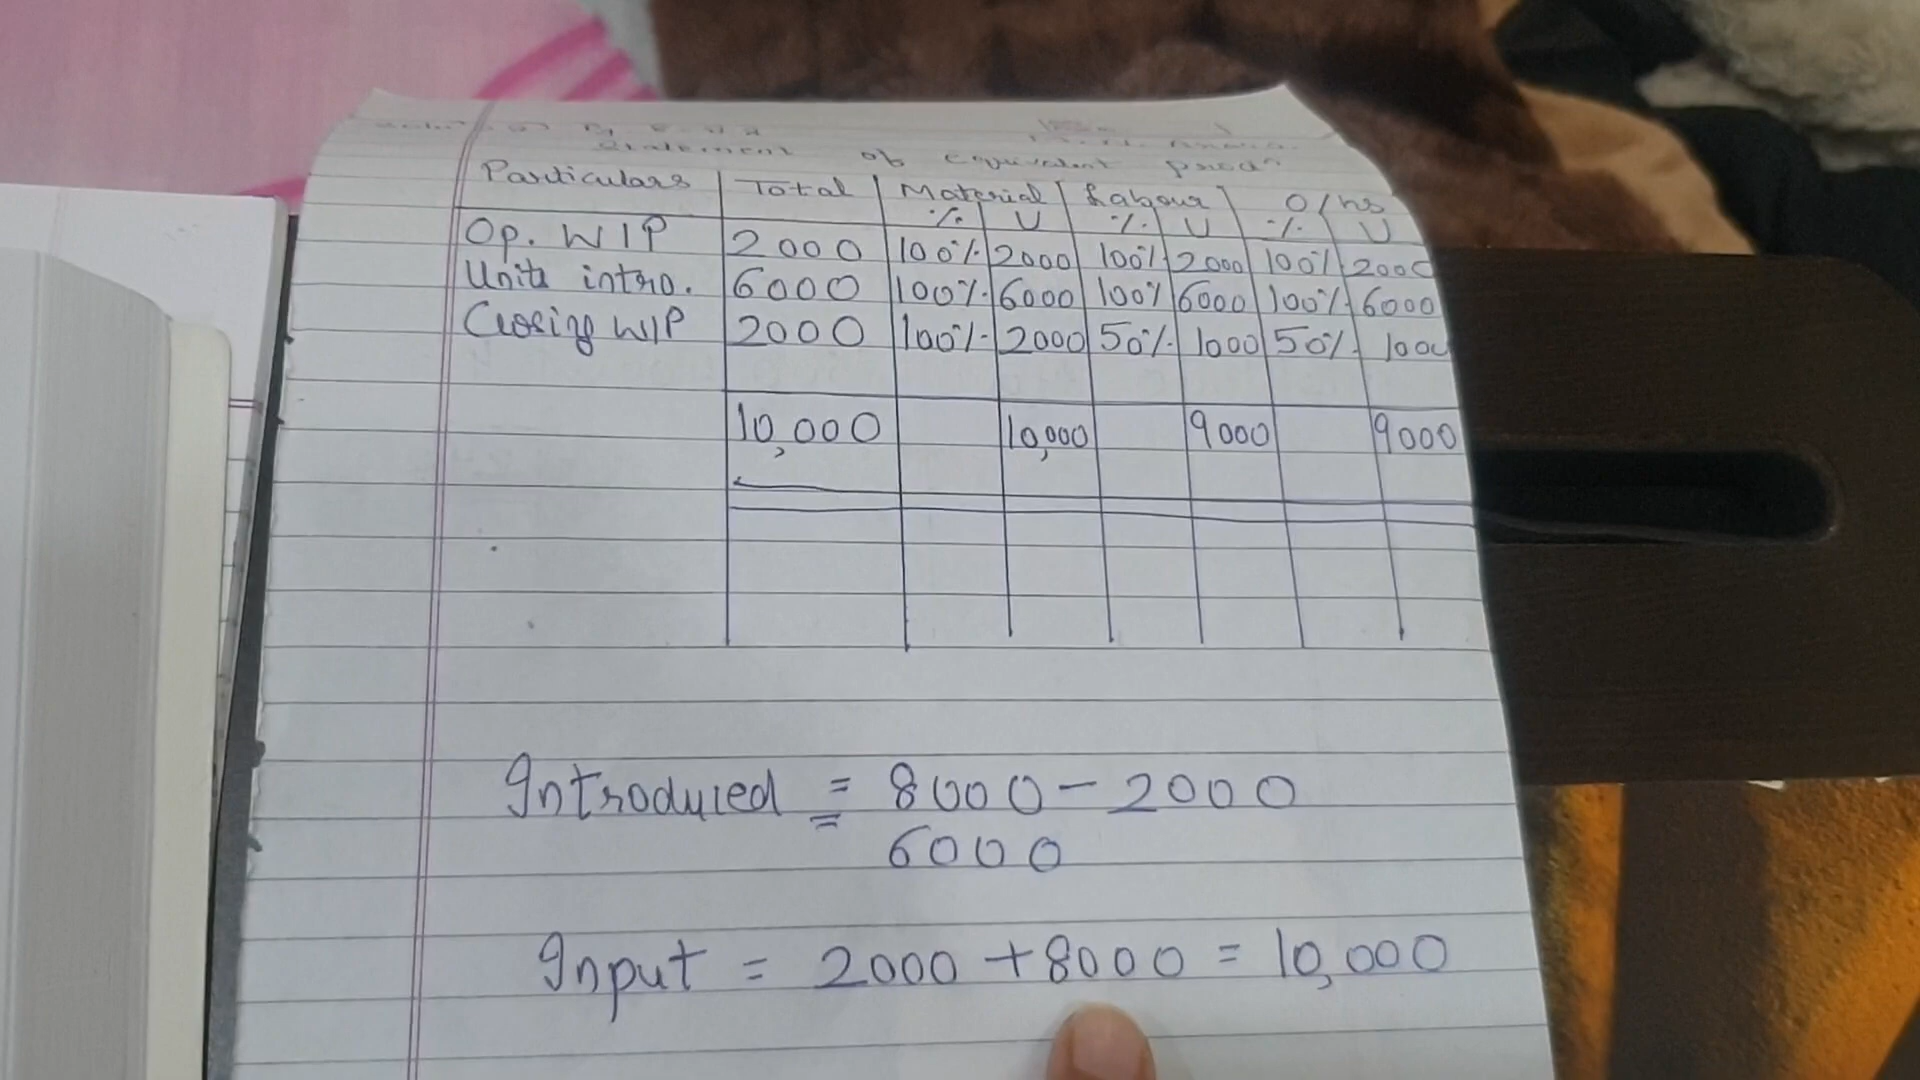 Statement of equivalent prodn
Particulars Total Material Labour O/hs
% U % U % U
Op. WIP 2000 100% 2000 100% 2000 100% 2000
Units intro. 6000 100% 6000 100% 6000 100% 6000
Closing WIP 2000 100% 2000 50% 1000 50% 1000
10,000 10,000 9000 9000
Introduced = 8000 - 2000
= 6000
Input = 2000 + 8000 = 10,000